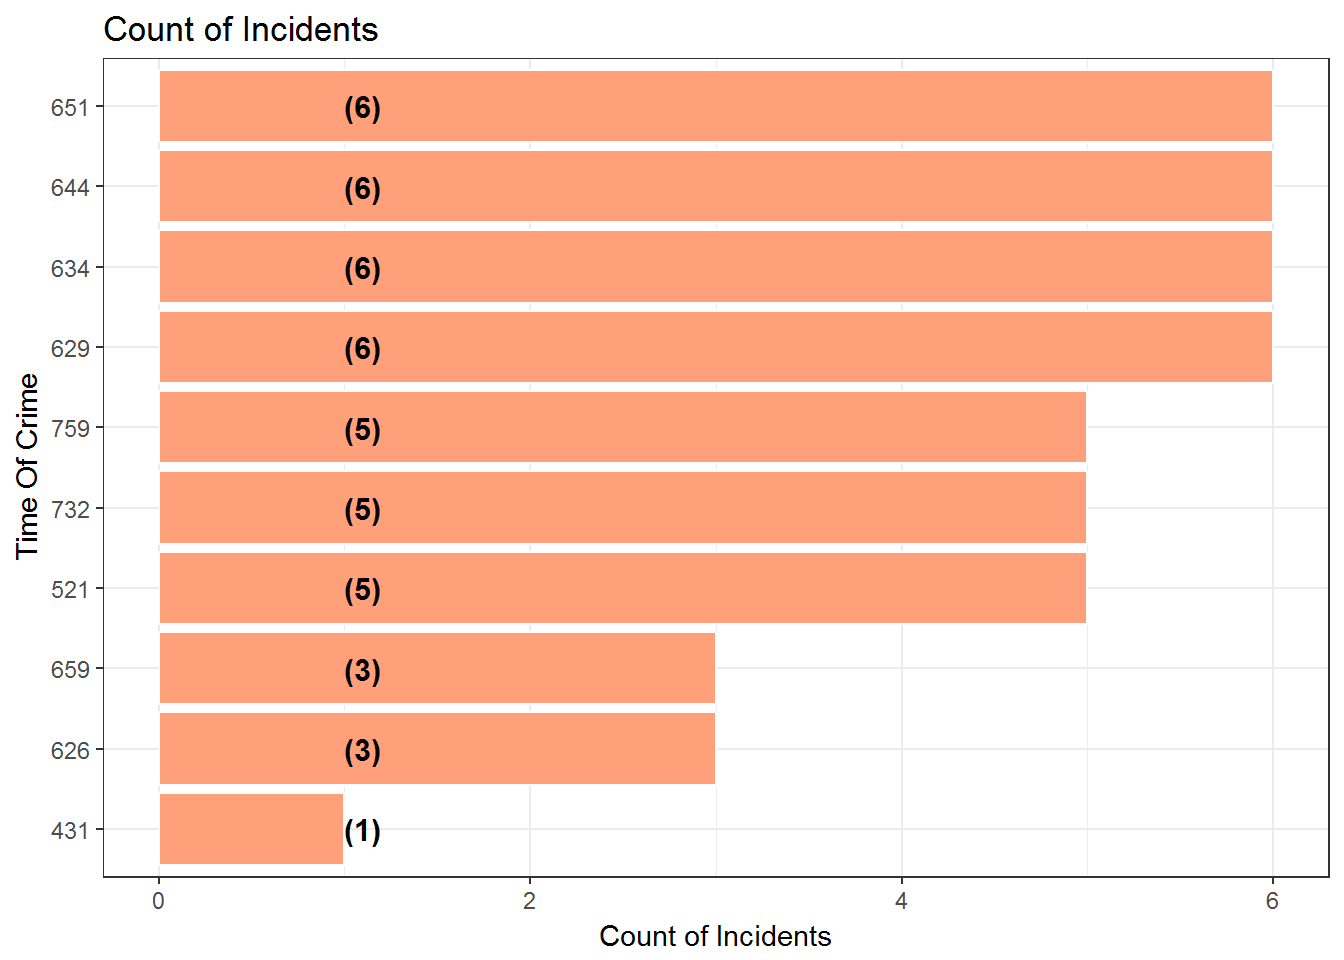 Count of Incidents
651 (6)
644 (6)
634 (6)
629 (6)
759 (5)
732 (5)
521 (5)
659 (3)
626 (3)
431 (1)
Time Of Crime
0 2 4 6
Count of Incidents